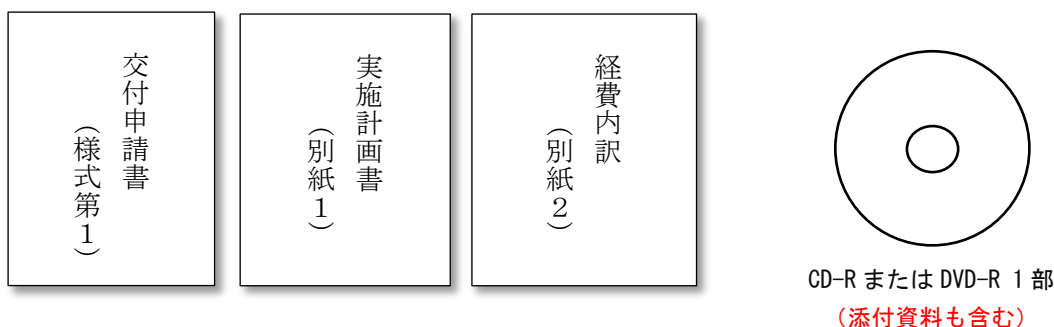 交付申請書
（様式第１）
実施計画書
（別紙１）
経費内訳
（別紙２）
CD-R または DVD-R 1 部
（添付資料も含む）